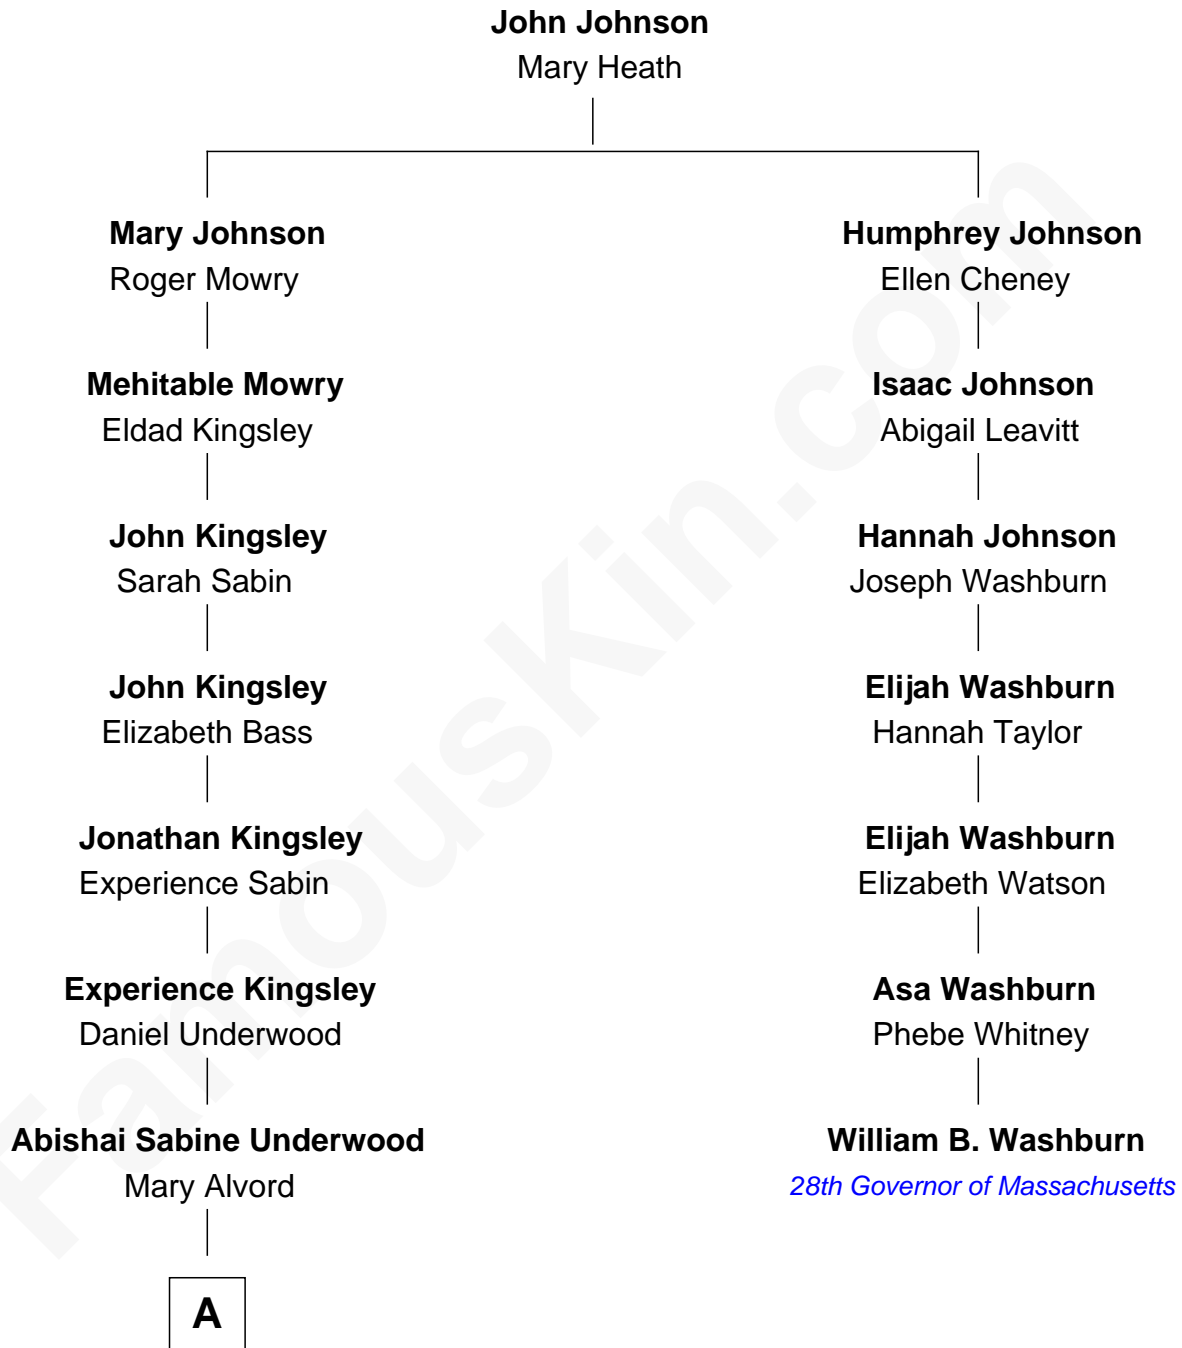 John Johnson
Mary Heath
Mary Johnson
Roger Mowry
Humphrey Johnson
Ellen Cheney
Mehitable Mowry
Eldad Kingsley
Isaac Johnson
Abigail Leavitt
John Kingsley
Sarah Sabin
Hannah Johnson
Joseph Washburn
John Kingsley
Elizabeth Bass
Elijah Washburn
Hannah Taylor
Jonathan Kingsley
Experience Sabin
Elijah Washburn
Elizabeth Watson
Experience Kingsley
Daniel Underwood
Asa Washburn
Phebe Whitney
Abishai Sabine Underwood
Mary Alvord
William B. Washburn
28th Governor of Massachusetts
A
FamousKin.com